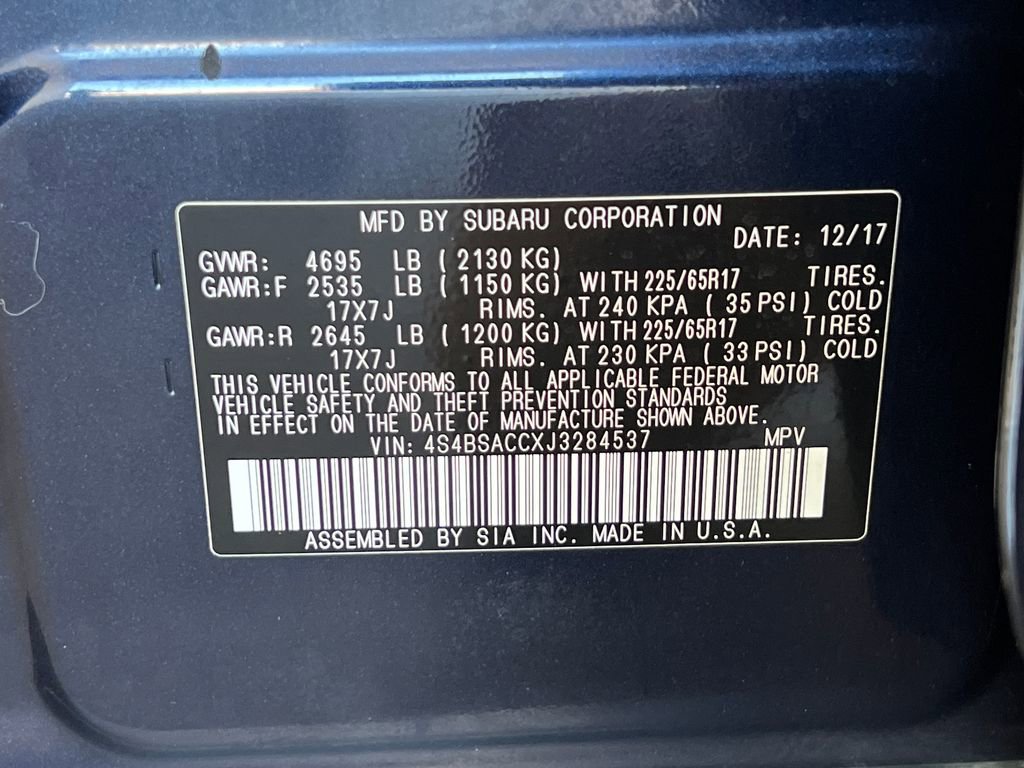 MFD BY SUBARU CORPORATION
DATE: 12/17
GVWR: 4695 LB ( 2130 KG)
GAWR:F 2535 LB ( 1150 KG) WITH 225/65R17 TIRES.
17X7J RIMS. AT 240 KPA ( 35 PSI) COLD
GAWR:R 2645 LB ( 1200 KG) WITH 225/65R17 TIRES.
17X7J RIMS. AT 230 KPA ( 33 PSI) COLD
THIS VEHICLE CONFORMS TO ALL APPLICABLE FEDERAL MOTOR
VEHICLE SAFETY AND THEFT PREVENTION STANDARDS
IN EFFECT ON THE DATE OF MANUFACTURE SHOWN ABOVE.
VIN: 4S4BSACCXJ3284537 MPV
ASSEMBLED BY SIA INC. MADE IN U.S.A.